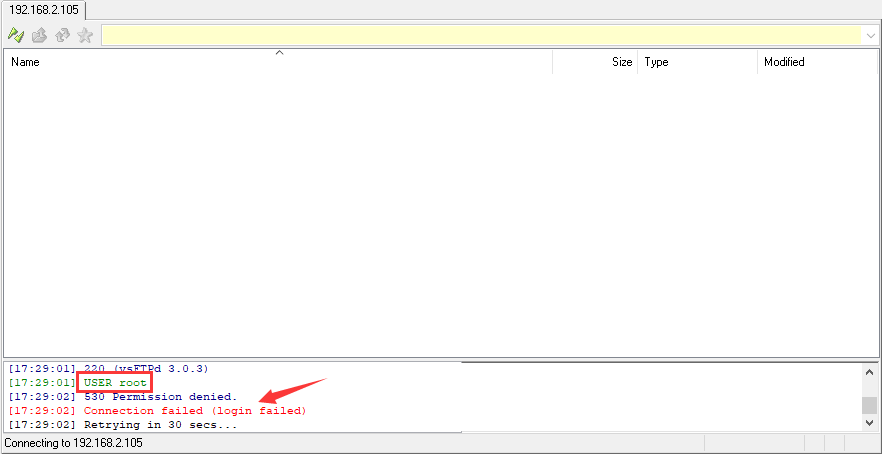 192.168.2.105
Name Size Type Modified
[17:29:01] 220 (vsFTPd 3.0.3)
[17:29:01] USER root
[17:29:02] 530 Permission denied.
[17:29:02] Connection failed (login failed)
[17:29:02] Retrying in 30 secs...
Connecting to 192.168.2.105